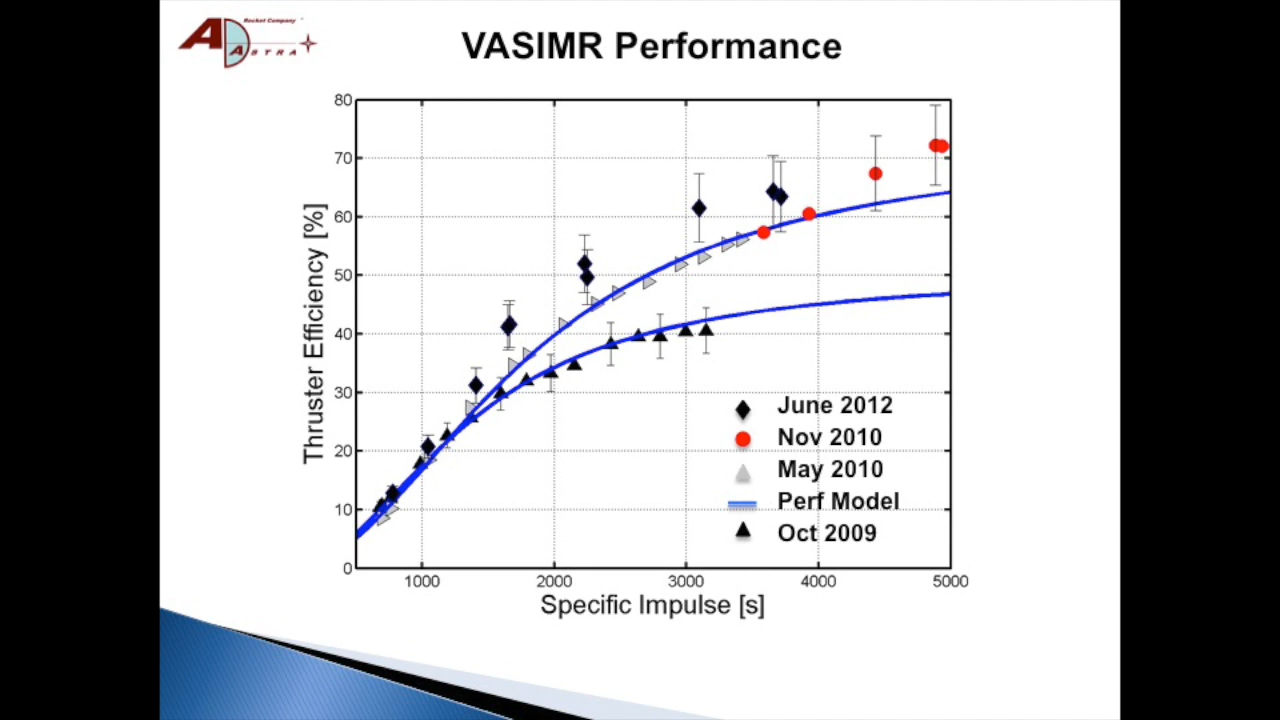 Rocket Company
AD ASTRA
VASIMR Performance
80
70
60
50
40
30
20
10
0
Thruster Efficiency [%]
June 2012
Nov 2010
May 2010
Perf Model
Oct 2009
1000 2000 3000 4000 5000
Specific Impulse [s]